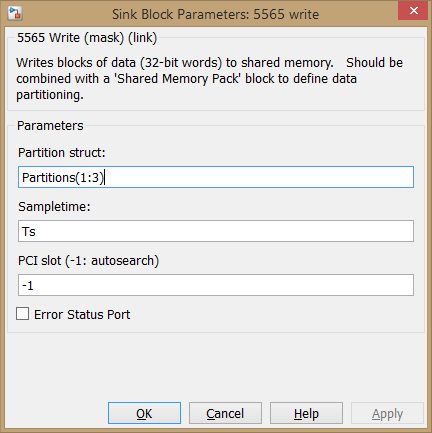 Sink Block Parameters: 5565 write
5565 Write (mask) (link)
Writes blocks of data (32-bit words) to shared memory.   Should be
combined with a 'Shared Memory Pack' block to define data
partitioning.
Parameters
Partition struct:
Partitions(1:3)
Sampletime:
Ts
PCI slot (-1: autosearch)
-1
Error Status Port
OK Cancel Help Apply